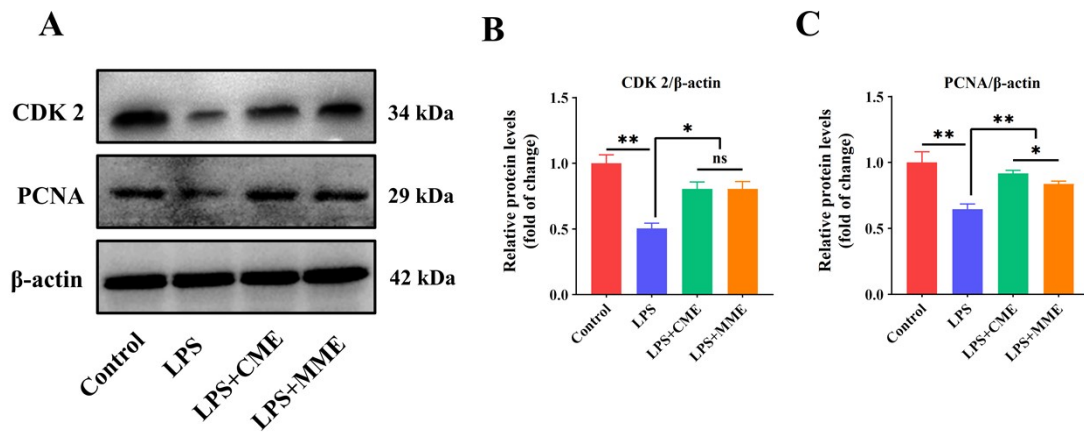 A
CDK 2
34 kDa
PCNA
29 kDa
β-actin
42 kDa
Control
LPS
LPS+CME
LPS+MME
B
CDK 2/β-actin
Relative protein levels
(fold of change)
1.5
1.0
0.5
0.0
**
*
ns
Control
LPS
LPS+CME
LPS+MME
C
PCNA/β-actin
Relative protein levels
(fold of change)
1.5
1.0
0.5
0.0
**
**
*
Control
LPS
LPS+CME
LPS+MME